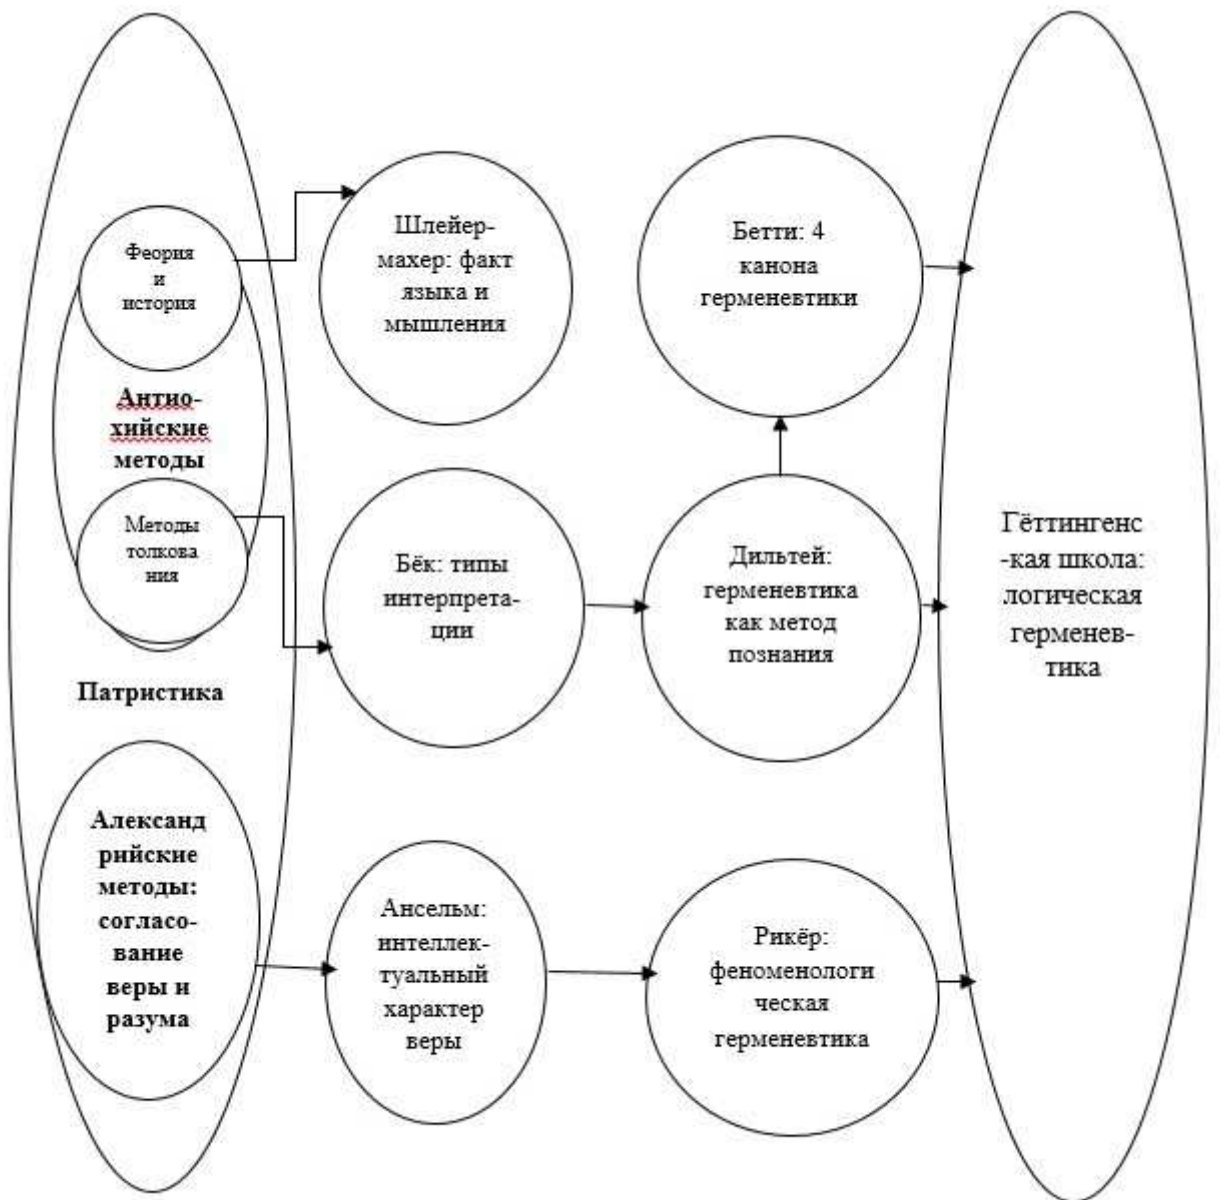 Феория
и
история
Антио-
хийские
методы
Методы
толкова
ния
Патристика
Александ
рийские
методы:
согласо-
вание
веры и
разума
Шлейер-
махер: факт
языка и
мышления
Бёк: типы
интерпрета-
ции
Ансельм:
интеллек-
туальный
характер
веры
Бетти: 4
канона
герменевтики
Дильтей:
герменевтика
как метод
познания
Рикёр:
феноменологи
ческая
герменевтика
Гёттингенс
-кая школа:
логическая
герменев-
тика